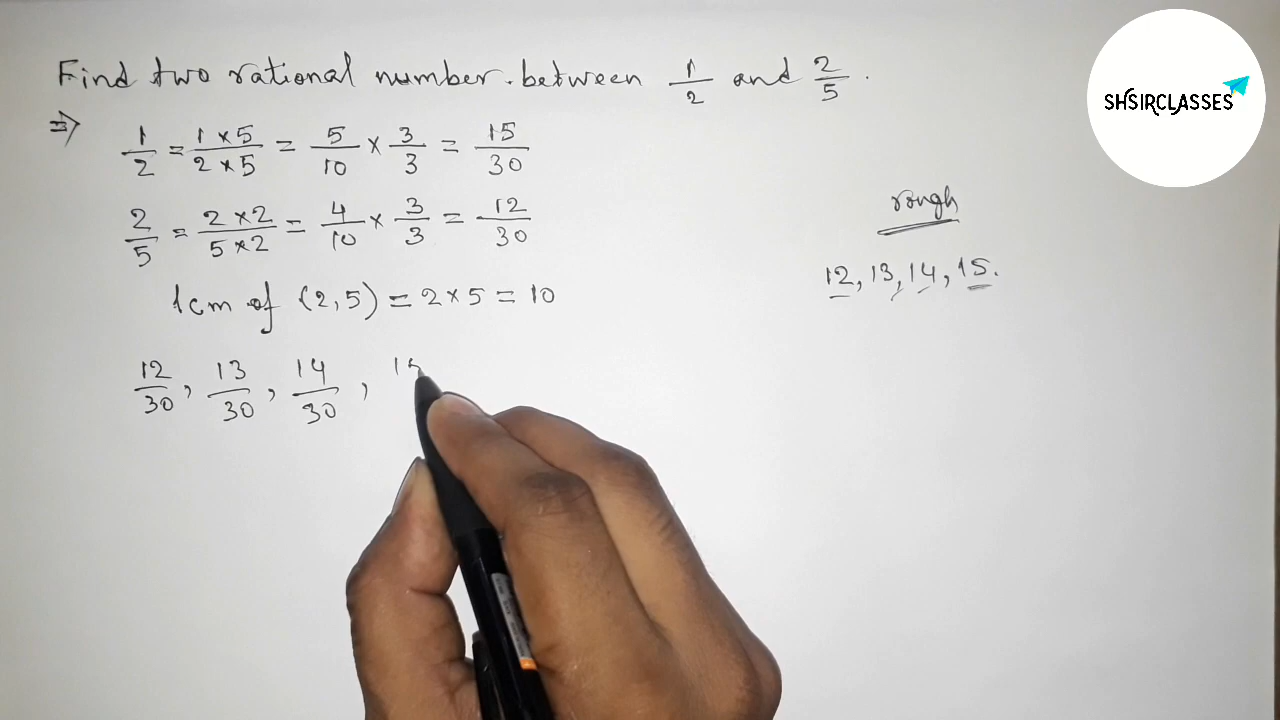 Find two rational number. between 1/2 and 2/5 .
SHSIRCLASSES
⇒ 1/2 = 1 × 5 / 2 × 5 = 5/10 × 3/3 = 15/30
2/5 = 2 × 2 / 5 × 2 = 4/10 × 3/3 = 12/30
rough
12, 13, 14, 15.
lcm of (2, 5) = 2 × 5 = 10
12/30 , 13/30 , 14/30 , 15